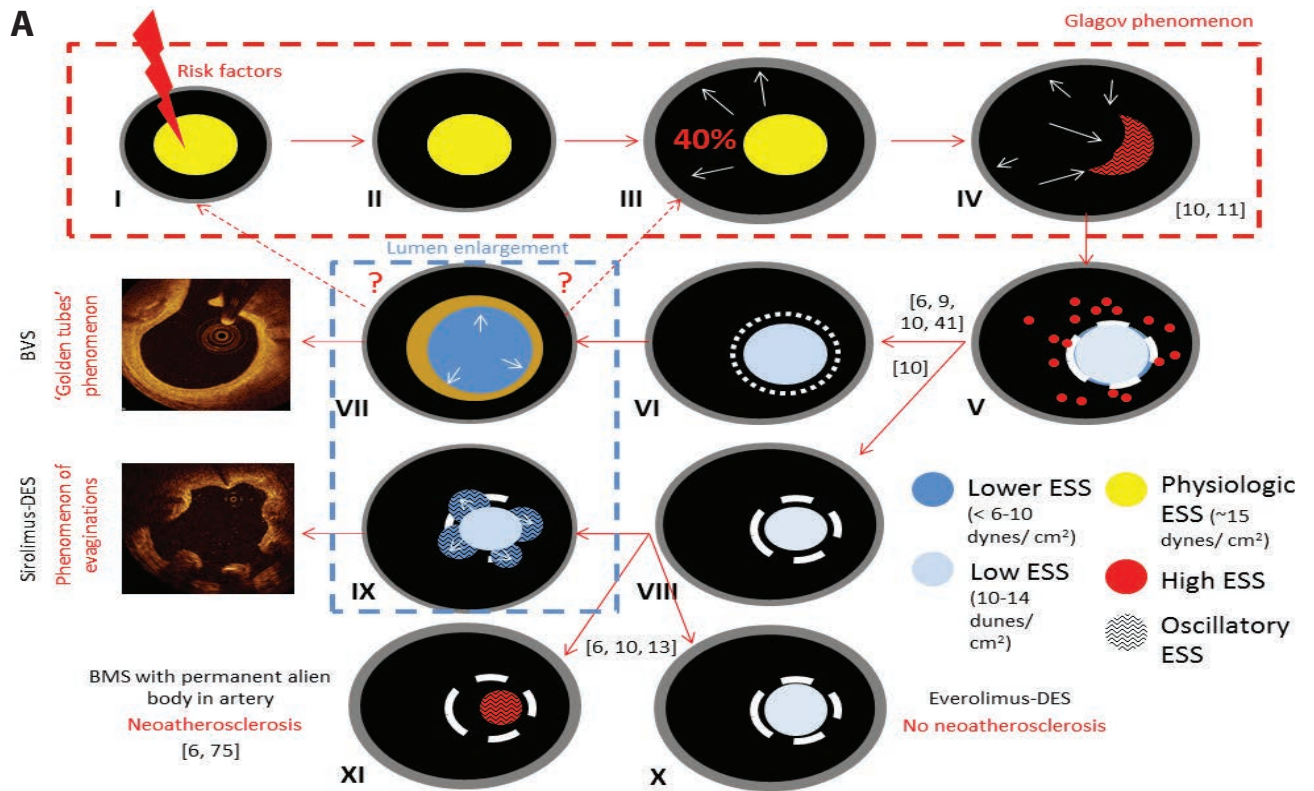 A
Glagov phenomenon
Risk factors
40%
I
II
III
IV
[10, 11]
Lumen enlargement
?
?
[6, 9,
10, 41]
[10]
BVS
'Golden tubes'
phenomenon
VII
VI
V
Sirolimus-DES
Phenomenon of
evaginations
IX
VIII
Lower ESS
(< 6-10
dynes/ cm²)
Low ESS
(10-14
dunes/
cm²)
Physiologic
ESS (~15
dynes/ cm²)
High ESS
Oscillatory
ESS
[6, 10, 13]
BMS with permanent alien
body in artery
Neoatherosclerosis
[6, 75]
XI
X
Everolimus-DES
No neoatherosclerosis